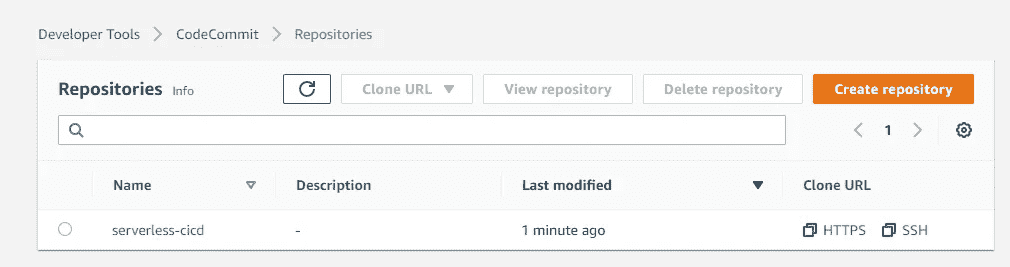 Developer Tools > CodeCommit > Repositories
Repositories Info Clone URL View repository Delete repository Create repository
1
Name Description Last modified Clone URL
serverless-cicd - 1 minute ago HTTPS SSH